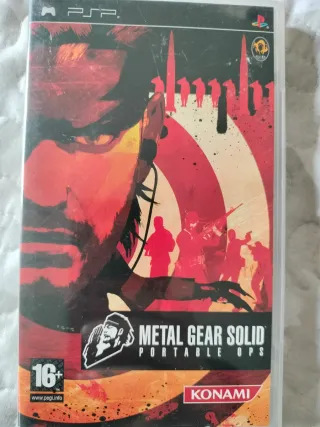 PSP
METAL GEAR SOLID
PORTABLE OPS
16+
www.pegi.info
KONAMI